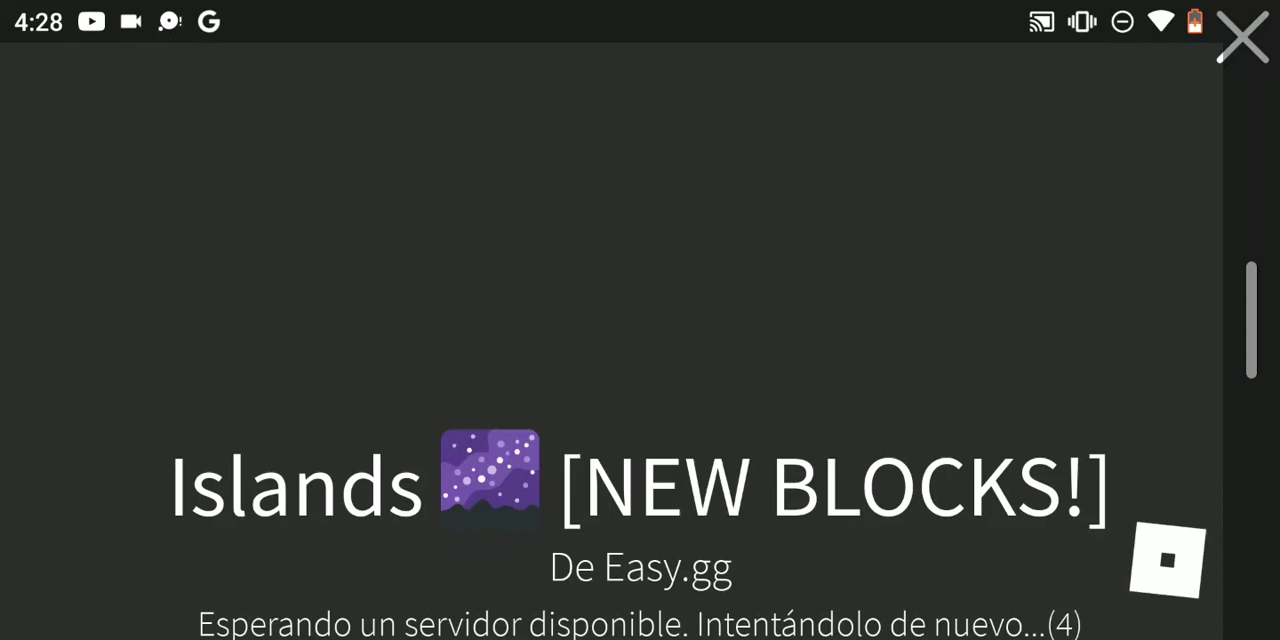 4:28
Islands [NEW BLOCKS!]
De Easy.gg
Esperando un servidor disponible. Intentándolo de nuevo...(4)